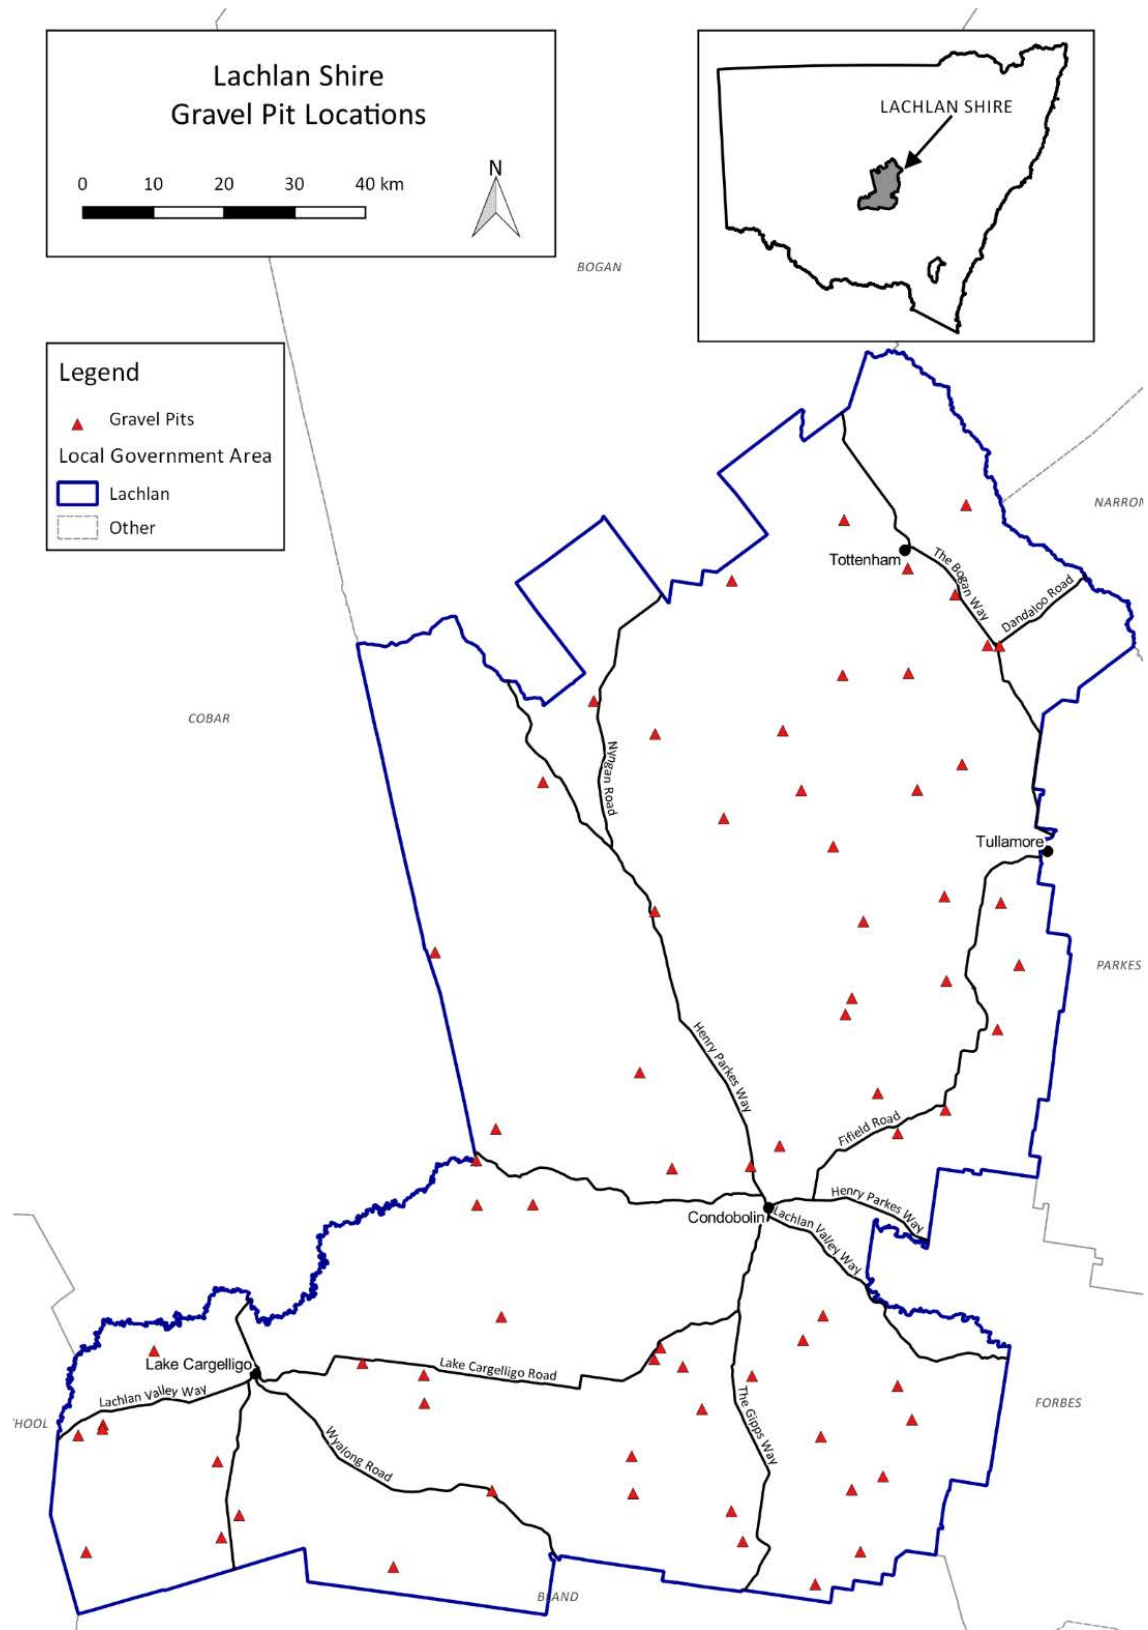 Lachlan Shire
Gravel Pit Locations
0 10 20 30 40 km
N
LACHLAN SHIRE
BOGAN
Legend
Gravel Pits
Local Government Area
Lachlan
Other
NARROM
Tottenham
The Bogan Way
Dandaloo Road
COBAR
Nyngan Road
Tullamore
PARKES
Henry Parkes Way
Fifield Road
Henry Parkes Way
Condobolin
Lachlan Valley Way
Lake Cargelligo
Lake Cargelligo Road
Lachlan Valley Way
The Gipps Way
FORBES
HOOL
Wyalong Road
BLAND